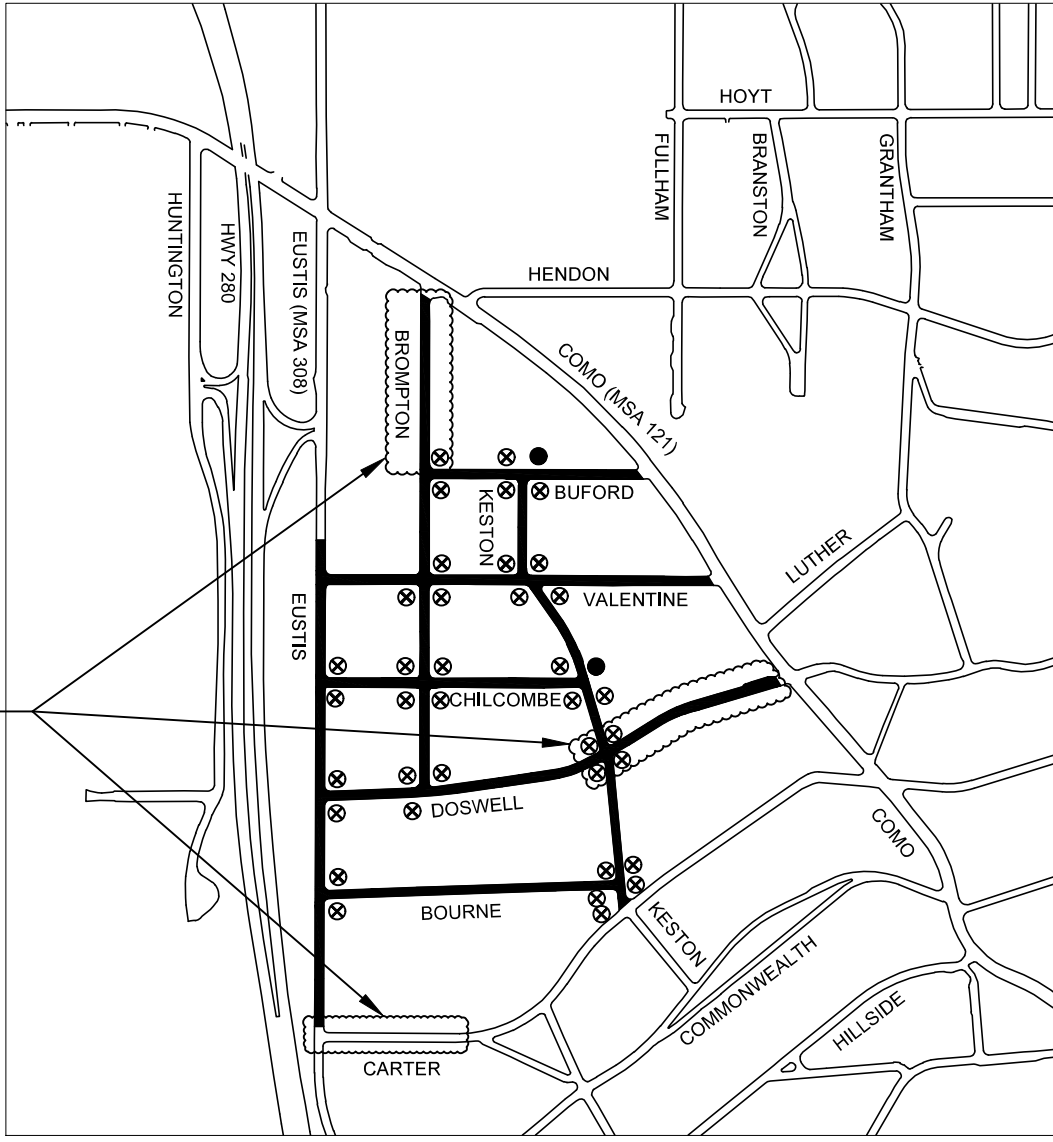 HOYT
FULLHAM
BRANSTON
GRANTHAM
HUNTINGTON
HWY 280
EUSTIS (MSA 308)
HENDON
BROMPTON
COMO (MSA 121)
KESTON
BUFORD
LUTHER
EUSTIS
VALENTINE
CHILCOMBE
DOSWELL
COMO
BOURNE
KESTON
COMMONWEALTH
HILLSIDE
CARTER